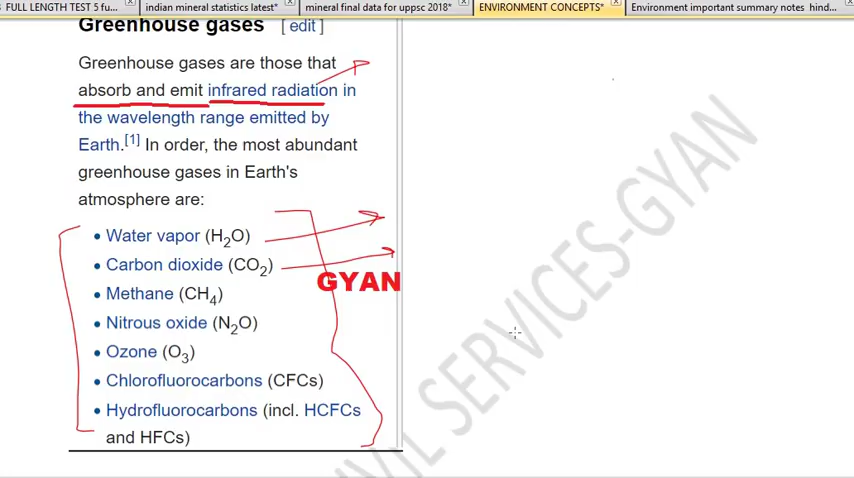 FULL LENGTH TEST 5 fu...
indian mineral statistics latest*
mineral final data for uppsc 2018*
ENVIRONMENT CONCEPTS*
Environment important summary notes hind...
Greenhouse gases [ edit ]
Greenhouse gases are those that
absorb and emit infrared radiation in
the wavelength range emitted by
Earth.[1] In order, the most abundant
greenhouse gases in Earth's
atmosphere are:
• Water vapor (H2O)
• Carbon dioxide (CO2)
GYAN
• Methane (CH4)
• Nitrous oxide (N2O)
• Ozone (O3)
• Chlorofluorocarbons (CFCs)
• Hydrofluorocarbons (incl. HCFCs
and HFCs)
CIVIL SERVICES-GYAN